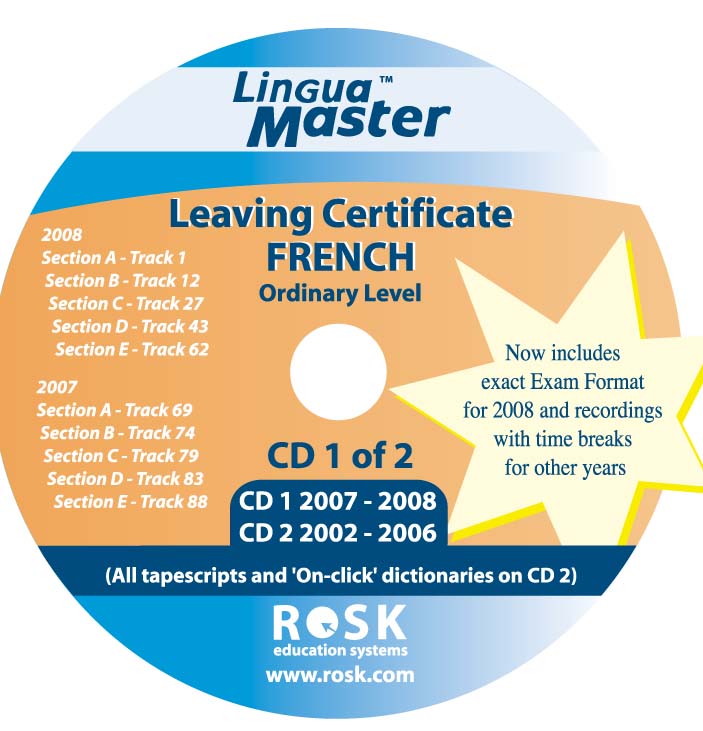 Lingua™
Master
Leaving Certificate
FRENCH
Ordinary Level
2008
Section A - Track 1
Section B - Track 12
Section C - Track 27
Section D - Track 43
Section E - Track 62
2007
Section A - Track 69
Section B - Track 74
Section C - Track 79
Section D - Track 83
Section E - Track 88
Now includes
exact Exam Format
for 2008 and recordings
with time breaks
for other years
CD 1 of 2
CD 1 2007 - 2008
CD 2 2002 - 2006
(All tapescripts and 'On-click' dictionaries on CD 2)
ROSK
education systems
www.rosk.com